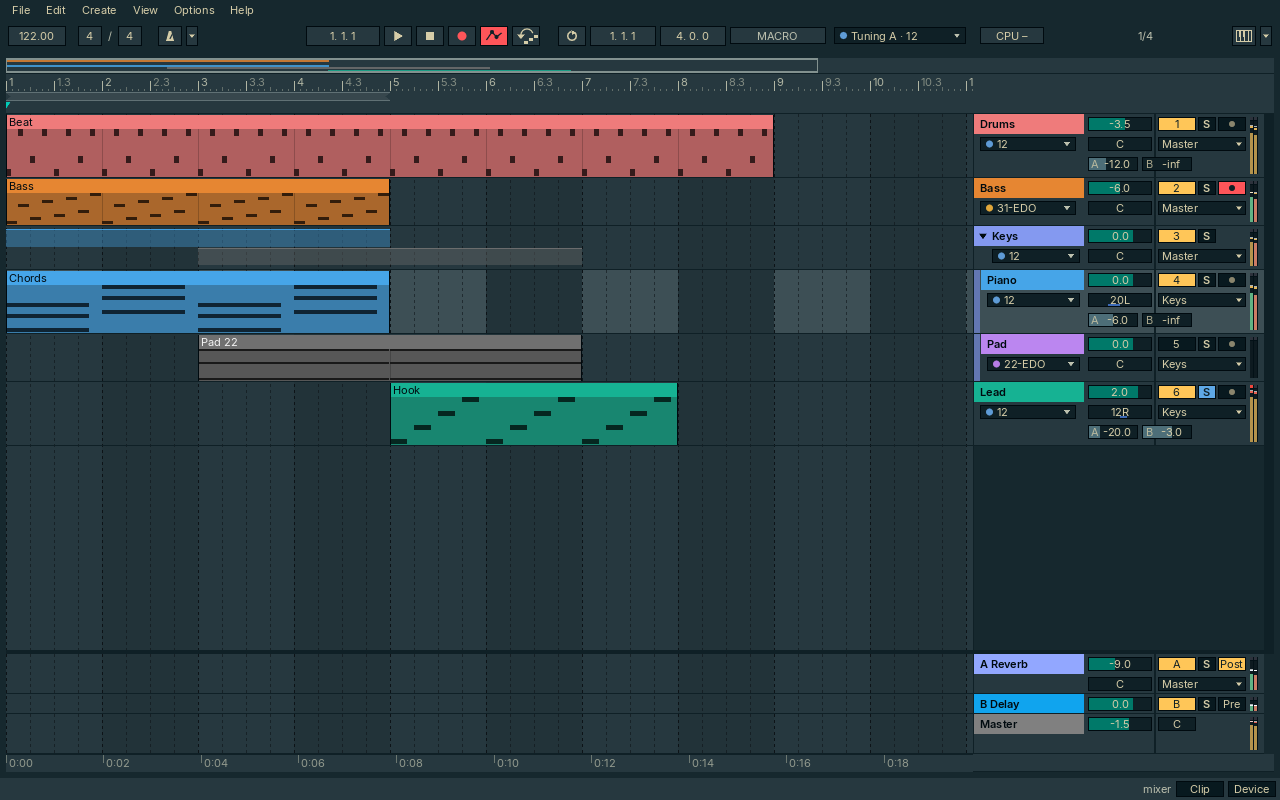 File Edit Create View Options Help
122.00 4 / 4 1. 1. 1 1. 1. 1 4. 0. 0 MACRO Tuning A · 12 CPU – 1/4
1 1.3 2 2.3 3 3.3 4 4.3 5 5.3 6 6.3 7 7.3 8 8.3 9 9.3 10 10.3 1
Beat Drums -3.5 1 S
12 C Master
A -12.0 B -inf
Bass Bass -6.0 2 S
31-EDO C Master
Keys 0.0 3 S
12 C Master
Chords Piano 0.0 4 S
12 20L Keys
A -6.0 B -inf
Pad 22 Pad 0.0 5 S
22-EDO C Keys
Hook Lead 2.0 6 S
12 12R Keys
A -20.0 B -3.0
A Reverb -9.0 A S Post
C Master
B Delay 0.0 B S Pre
Master -1.5 C
0:00 0:02 0:04 0:06 0:08 0:10 0:12 0:14 0:16 0:18
mixer Clip Device